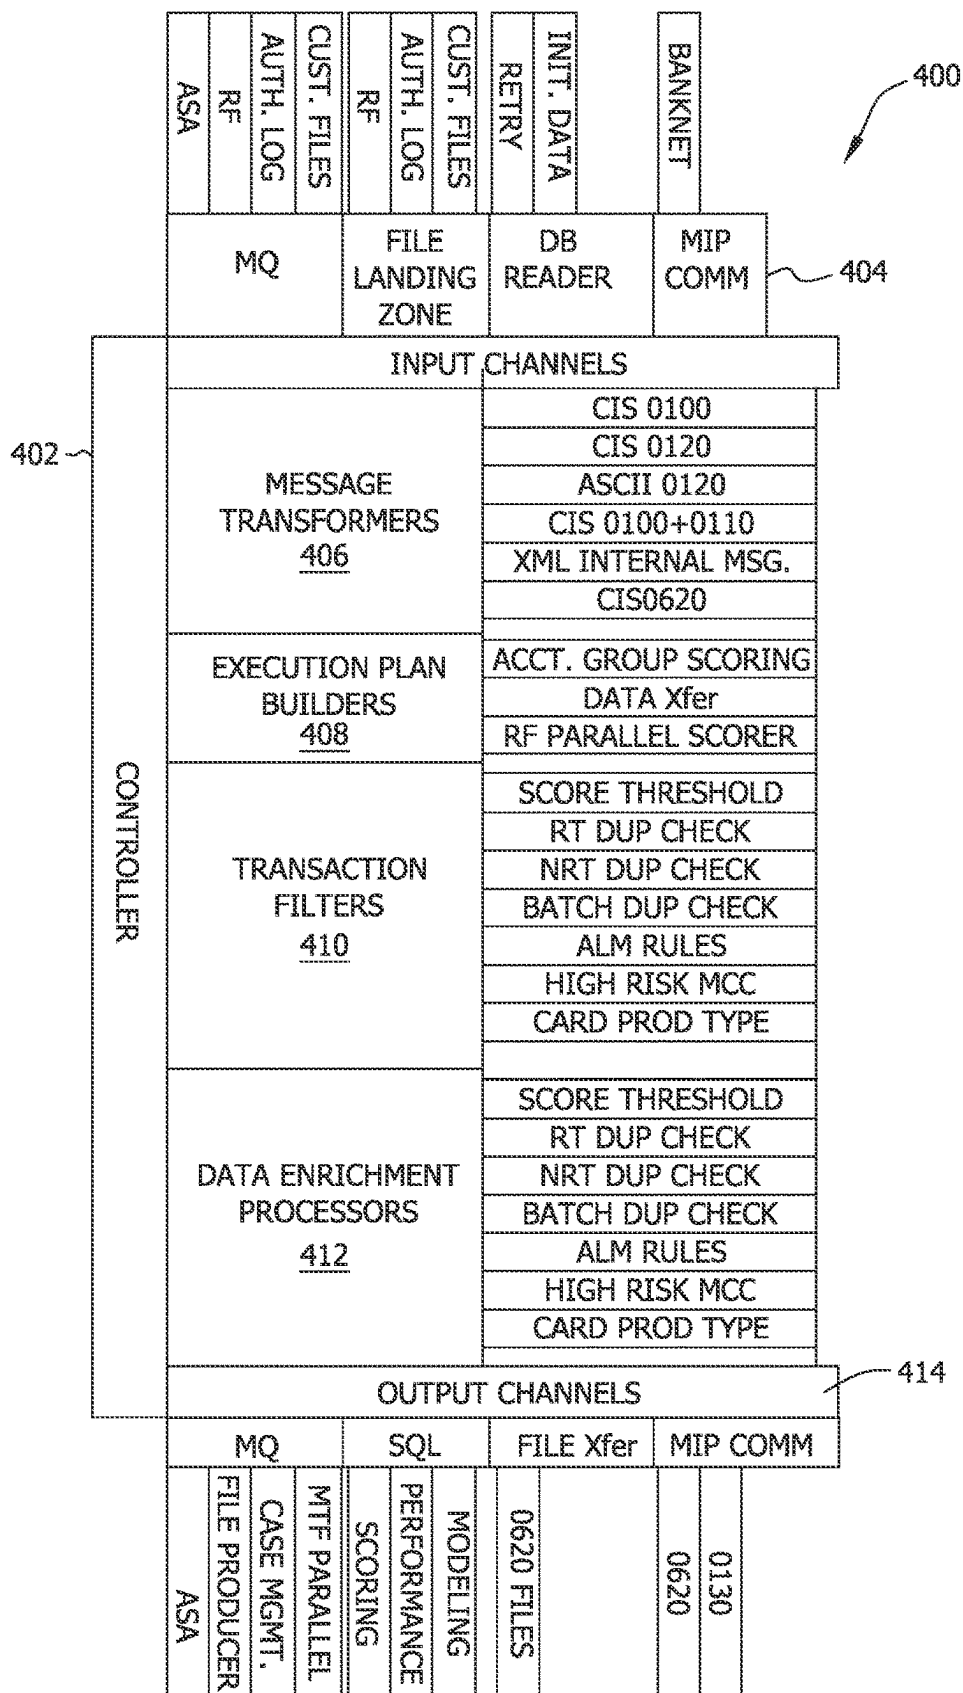 ASA
RF
AUTH. LOG
CUST. FILES
RF
AUTH. LOG
CUST. FILES
RETRY
INIT. DATA
BANKNET
400
MQ
FILE
LANDING
ZONE
DB
READER
MIP
COMM
404
INPUT CHANNELS
402
CONTROLLER
MESSAGE
TRANSFORMERS
406
CIS 0100
CIS 0120
ASCII 0120
CIS 0100+0110
XML INTERNAL MSG.
CIS0620
EXECUTION PLAN
BUILDERS
408
ACCT. GROUP SCORING
DATA Xfer
RF PARALLEL SCORER
TRANSACTION
FILTERS
410
SCORE THRESHOLD
RT DUP CHECK
NRT DUP CHECK
BATCH DUP CHECK
ALM RULES
HIGH RISK MCC
CARD PROD TYPE
DATA ENRICHMENT
PROCESSORS
412
SCORE THRESHOLD
RT DUP CHECK
NRT DUP CHECK
BATCH DUP CHECK
ALM RULES
HIGH RISK MCC
CARD PROD TYPE
OUTPUT CHANNELS
414
MQ
SQL
FILE Xfer
MIP COMM
ASA
FILE PRODUCER
CASE MGMT.
MTF PARALLEL
SCORING
PERFORMANCE
MODELING
0620 FILES
0620
0130